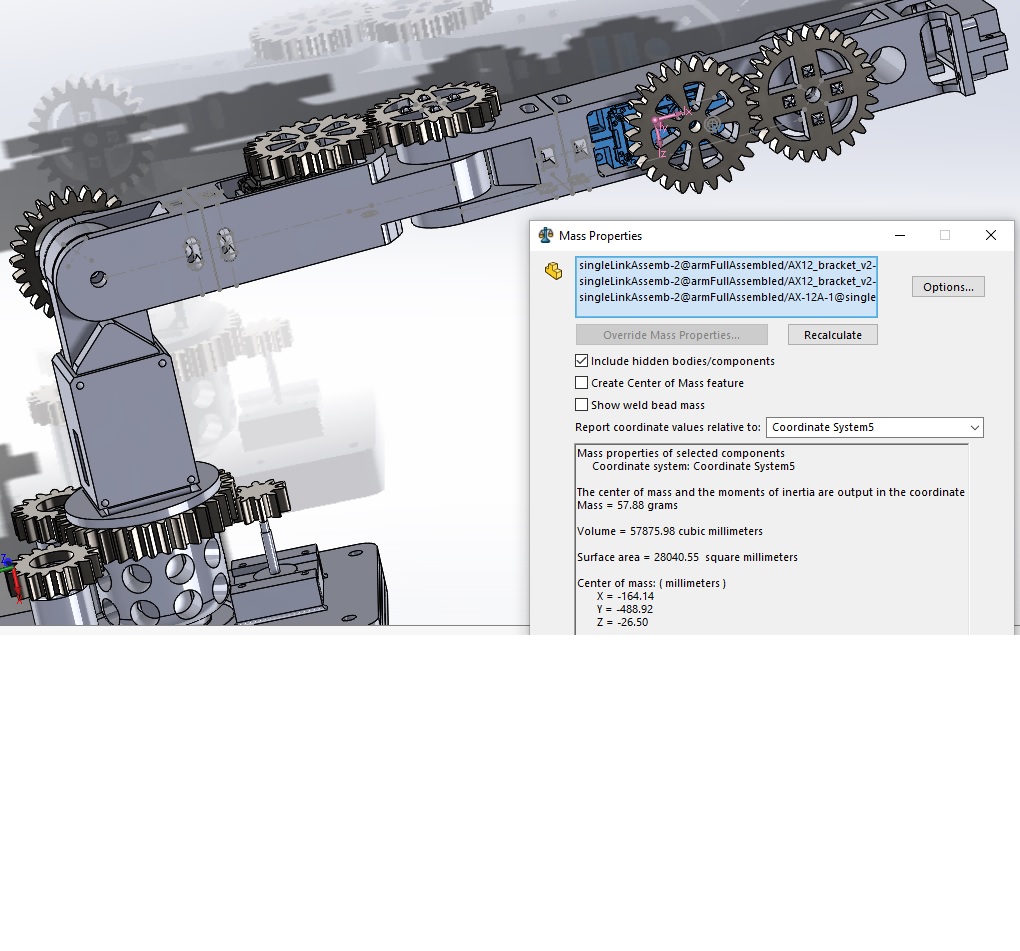 Mass Properties
singleLinkAssemb-2@armFullAssembled/AX12_bracket_v2-
singleLinkAssemb-2@armFullAssembled/AX12_bracket_v2-
singleLinkAssemb-2@armFullAssembled/AX-12A-1@single
Options...
Override Mass Properties...
Recalculate
Include hidden bodies/components
Create Center of Mass feature
Show weld bead mass
Report coordinate values relative to:
Coordinate System5
Mass properties of selected components
Coordinate system: Coordinate System5
The center of mass and the moments of inertia are output in the coordinate
Mass = 57.88 grams
Volume = 57875.98 cubic millimeters
Surface area = 28040.55 square millimeters
Center of mass: ( millimeters )
X = -164.14
Y = -488.92
Z = -26.50
Z
X